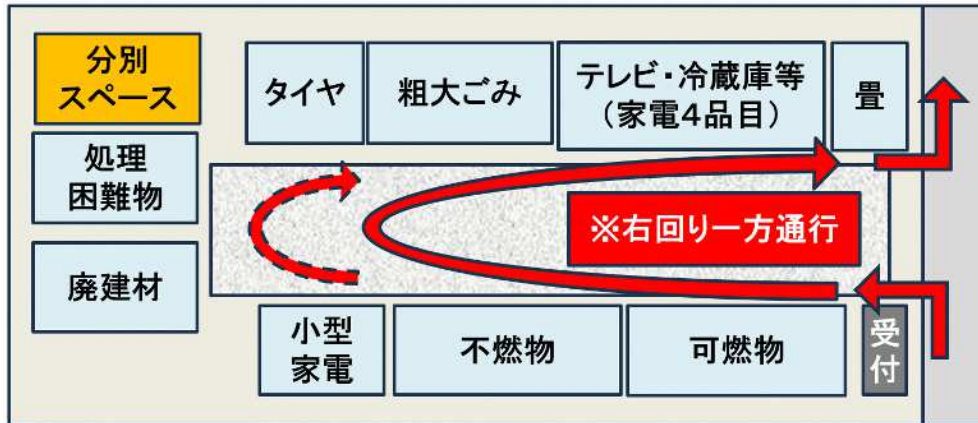 分別
スペース
タイヤ
粗大ごみ
テレビ・冷蔵庫等
（家電４品目）
畳
処理
困難物
※右回り一方通行
廃建材
小型
家電
不燃物
可燃物
受
付